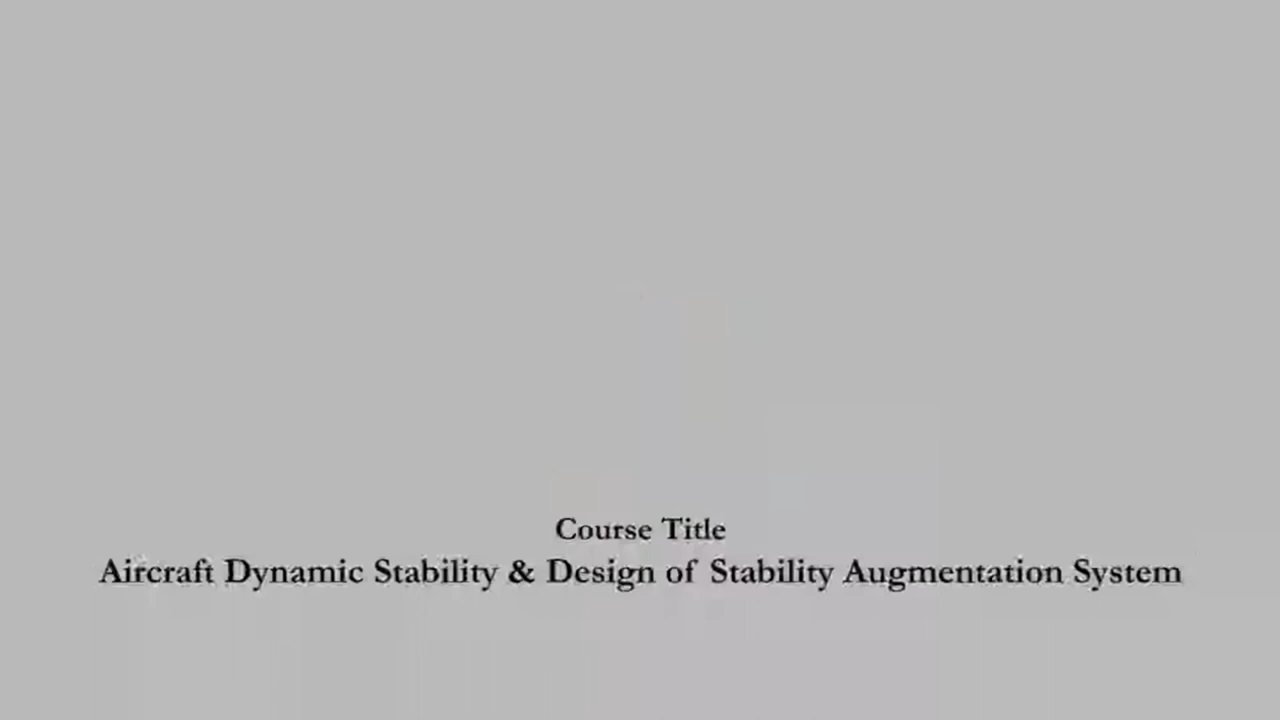 Course Title
Aircraft Dynamic Stability & Design of Stability Augmentation System